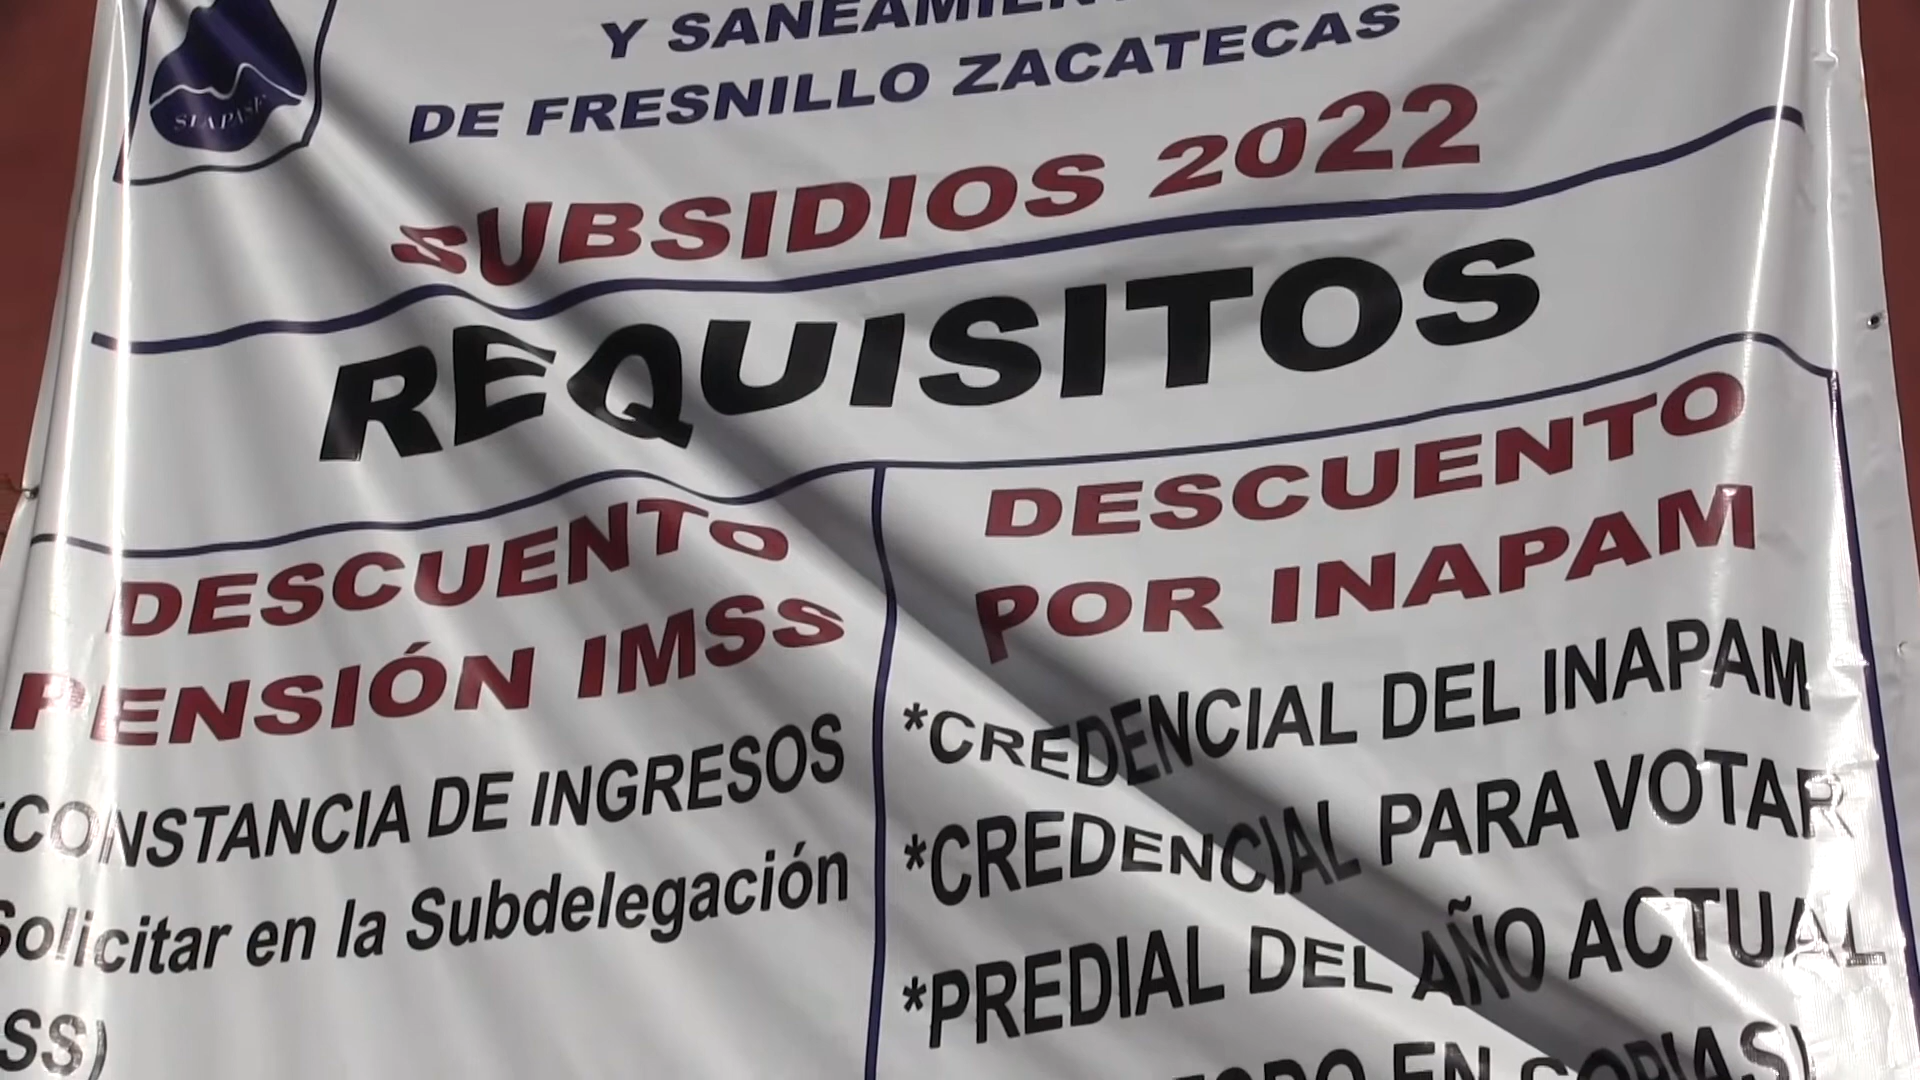 Y SANEAMIENTO
DE FRESNILLO ZACATECAS
SIAPASF
SUBSIDIOS 2022
REQUISITOS
DESCUENTO
PENSIÓN IMSS
*CONSTANCIA DE INGRESOS
Solicitar en la Subdelegación
SS)
DESCUENTO
POR INAPAM
*CREDENCIAL DEL INAPAM
*CREDENCIAL PARA VOTAR
*PREDIAL DEL AÑO ACTUAL
EN COPIAS)